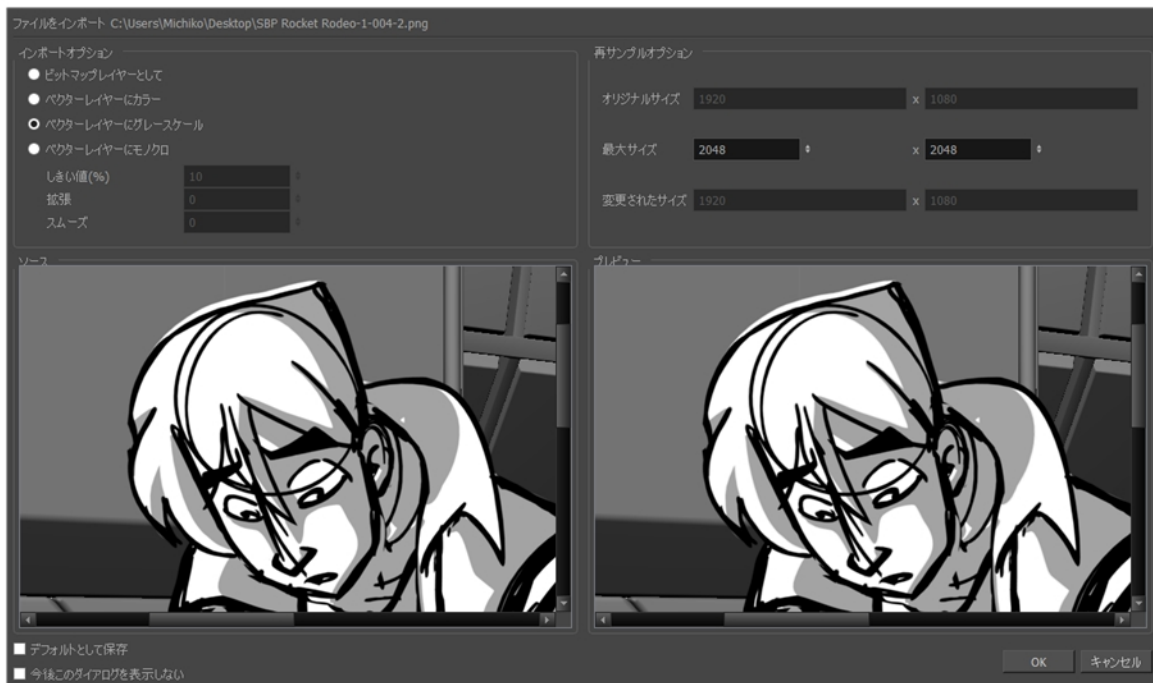 ファイルをインポート C:\Users\Michiko\Desktop\SBP Rocket Rodeo-1-004-2.png
インポートオプション
ビットマップレイヤーとして
ベクターレイヤーにカラー
ベクターレイヤーにグレースケール
ベクターレイヤーにモノクロ
しきい値(%) 10
拡張 0
スムーズ 0
再サンプルオプション
オリジナルサイズ 1920 x 1080
最大サイズ 2048 x 2048
変更されたサイズ 1920 x 1080
ソース
プレビュー
デフォルトとして保存
今後このダイアログを表示しない
OK キャンセル